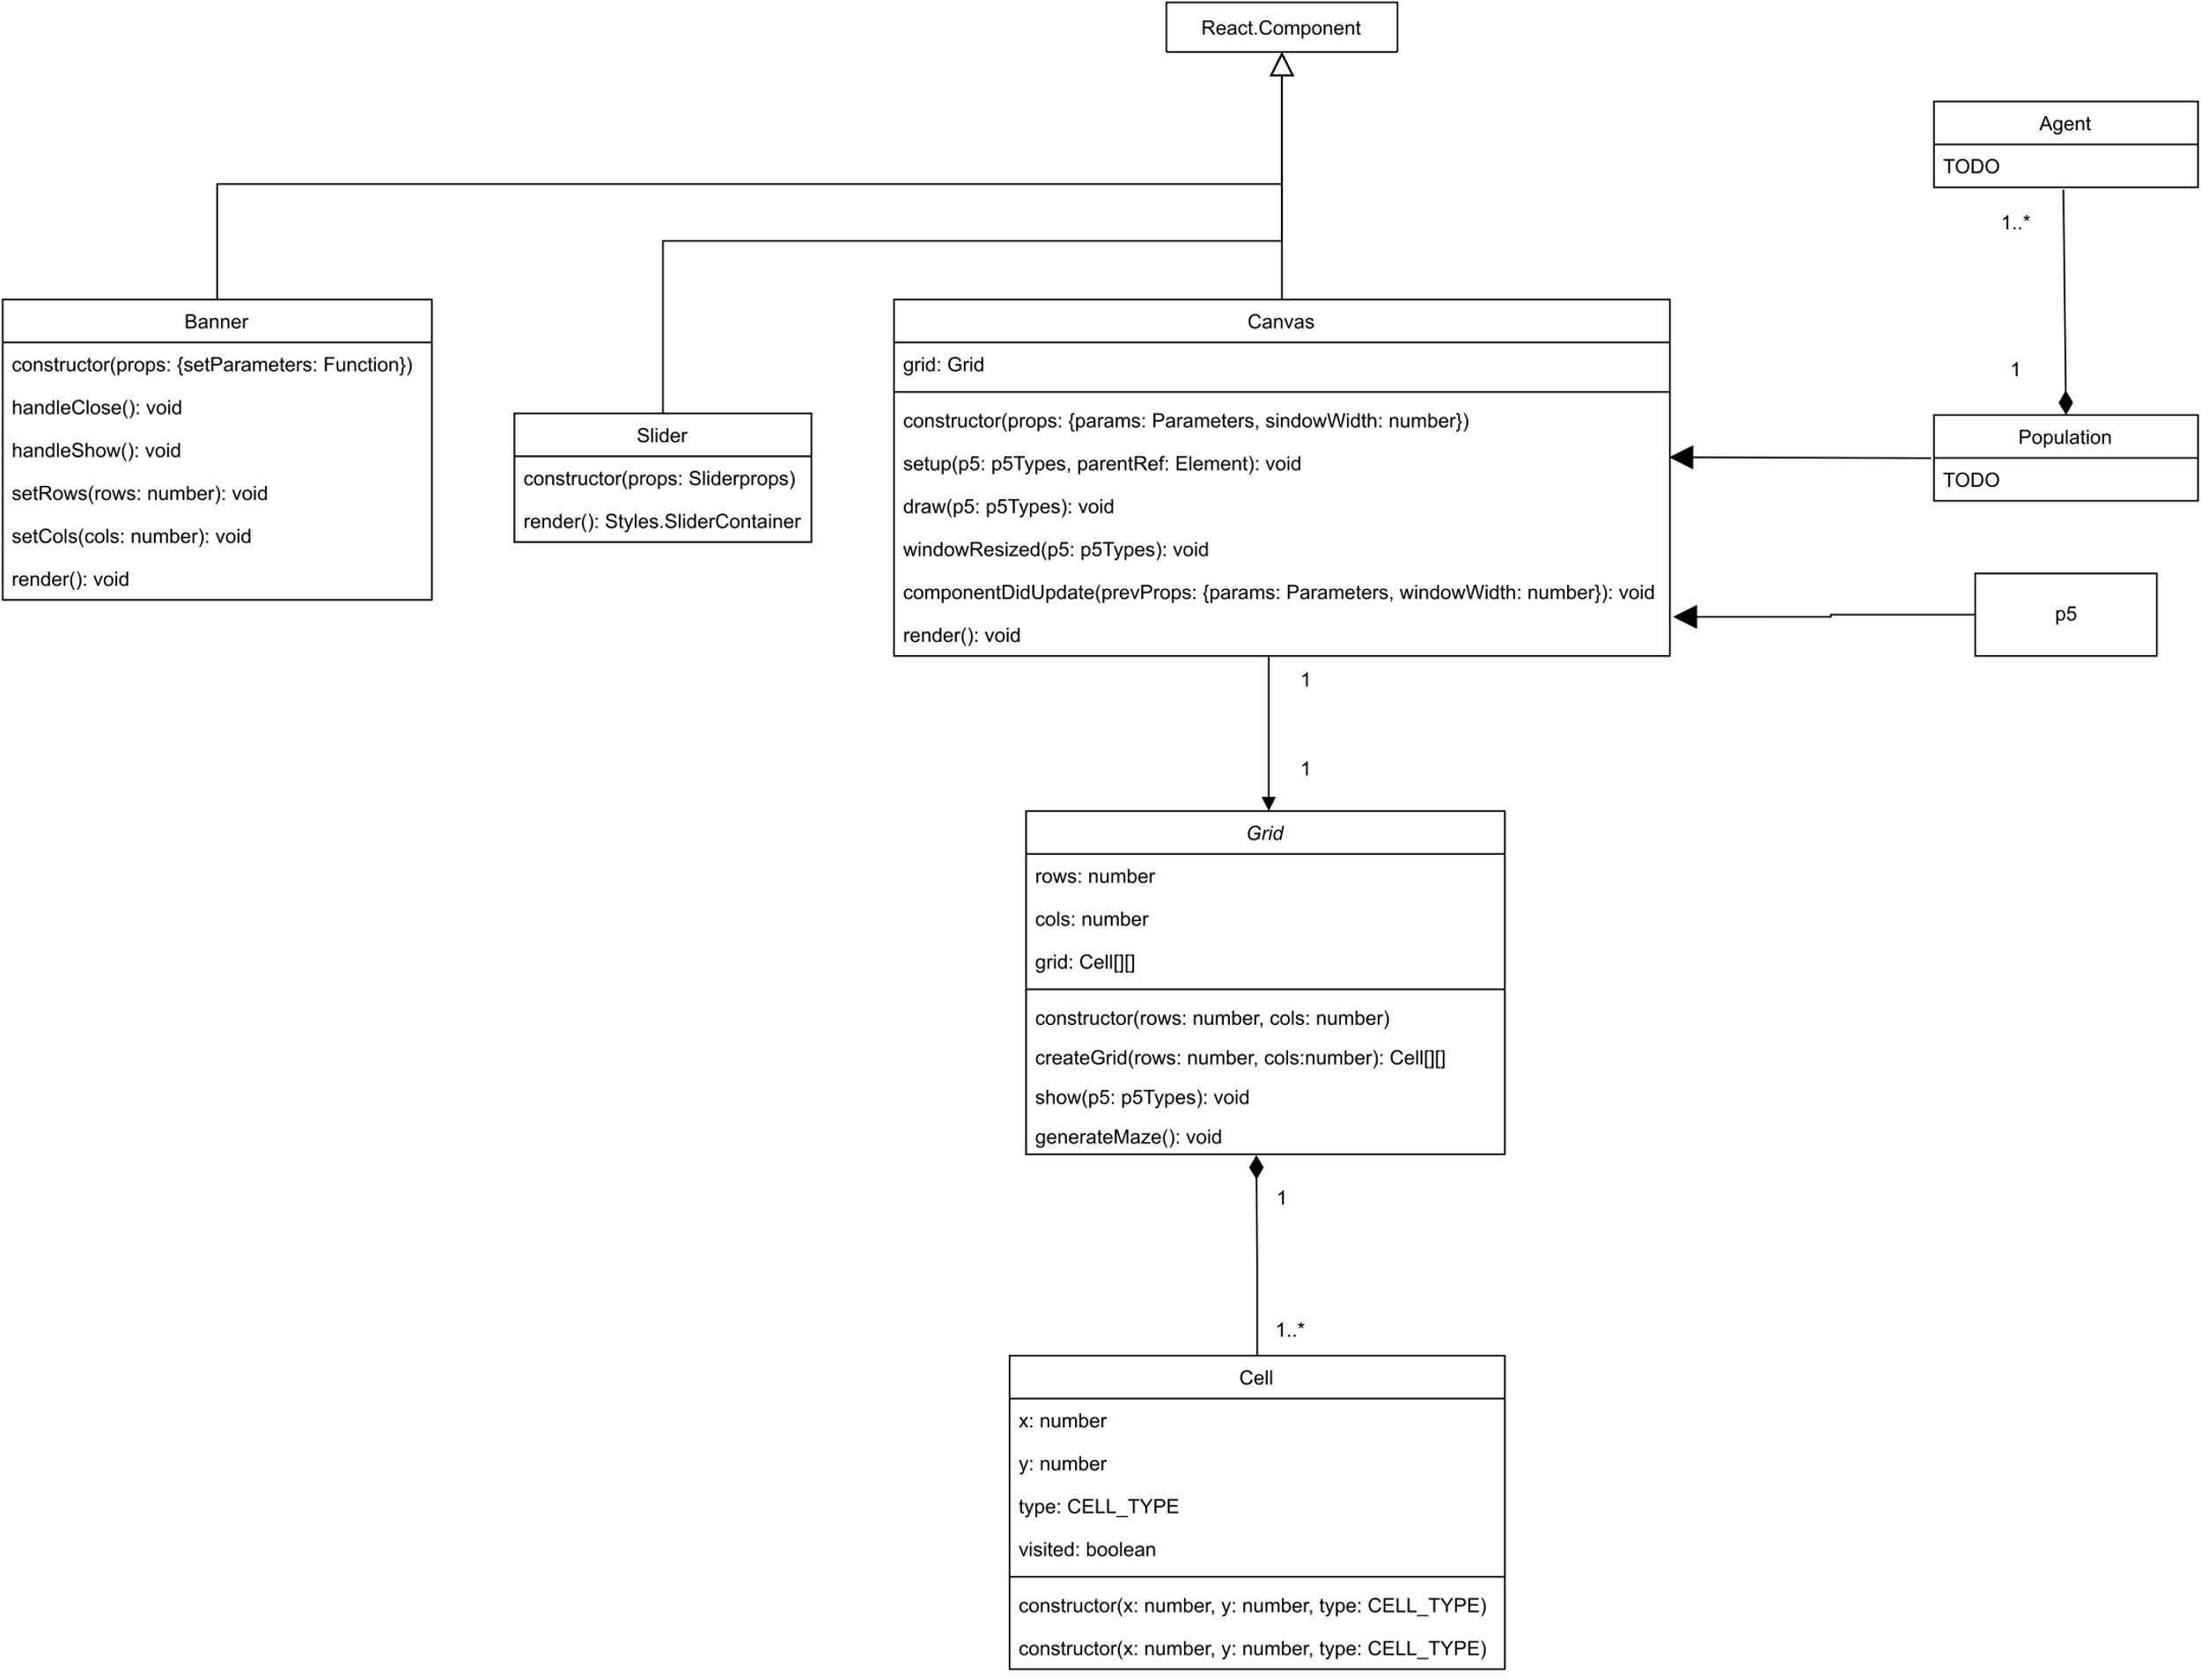 React.Component
Agent
TODO
1..*
1
Population
TODO
Banner
constructor(props: {setParameters: Function})
handleClose(): void
handleShow(): void
setRows(rows: number): void
setCols(cols: number): void
render(): void
Slider
constructor(props: Sliderprops)
render(): Styles.SliderContainer
Canvas
grid: Grid
constructor(props: {params: Parameters, sindowWidth: number})
setup(p5: p5Types, parentRef: Element): void
draw(p5: p5Types): void
windowResized(p5: p5Types): void
componentDidUpdate(prevProps: {params: Parameters, windowWidth: number}): void
render(): void
p5
1
1
Grid
rows: number
cols: number
grid: Cell[][]
constructor(rows: number, cols: number)
createGrid(rows: number, cols:number): Cell[][]
show(p5: p5Types): void
generateMaze(): void
1
1..*
Cell
x: number
y: number
type: CELL_TYPE
visited: boolean
constructor(x: number, y: number, type: CELL_TYPE)
constructor(x: number, y: number, type: CELL_TYPE)